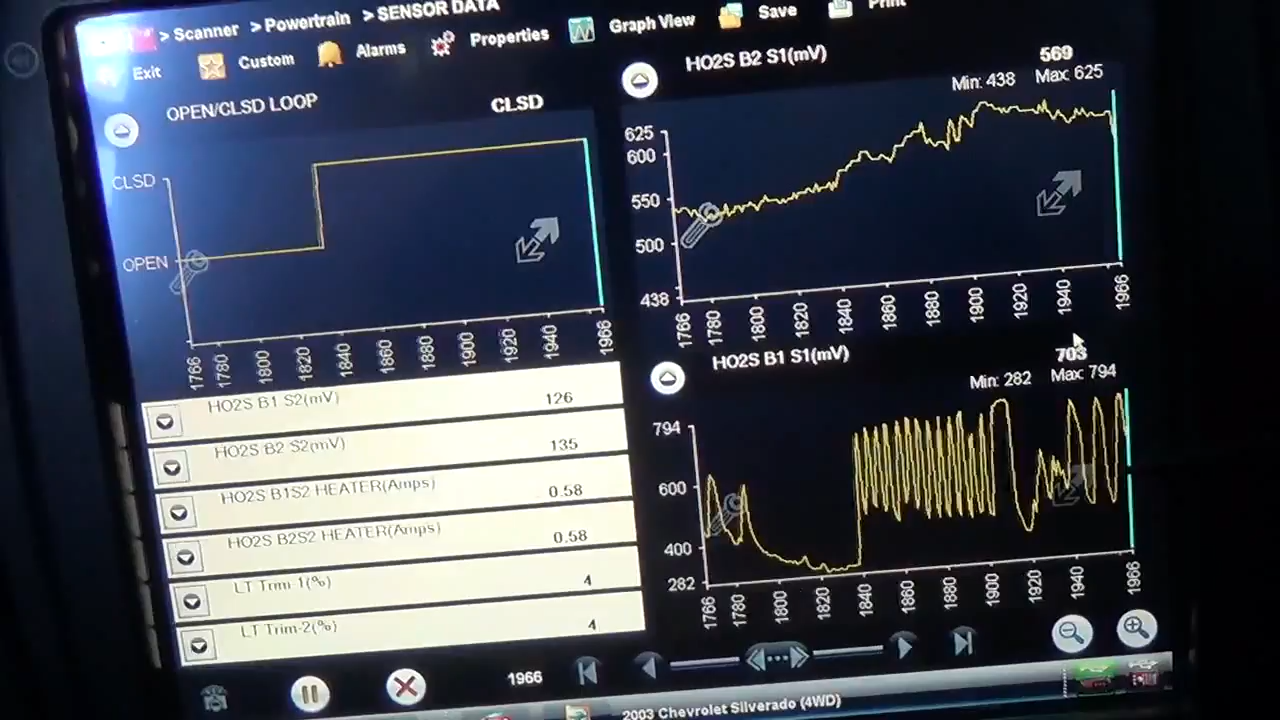 > Scanner > Powertrain > SENSOR DATA
Exit Custom Alarms Properties Graph View Save Print
OPEN/CLSD LOOP CLSD
CLSD
OPEN
1766 1780 1800 1820 1840 1860 1880 1900 1920 1940 1966
HO2S B2 S1(mV) 569
Min: 438 Max: 625
625
600
550
500
438
1766 1780 1800 1820 1840 1860 1880 1900 1920 1940 1966
HO2S B1 S1(mV) 703
Min: 282 Max: 794
794
600
400
282
1766 1780 1800 1820 1840 1860 1880 1900 1920 1940 1966
HO2S B1 S2(mV) 126
HO2S B2 S2(mV) 135
HO2S B1S2 HEATER(Amps) 0.58
HO2S B2S2 HEATER(Amps) 0.58
LT Trim-1(%) 4
LT Trim-2(%) 4
1966
2003 Chevrolet Silverado (4WD)